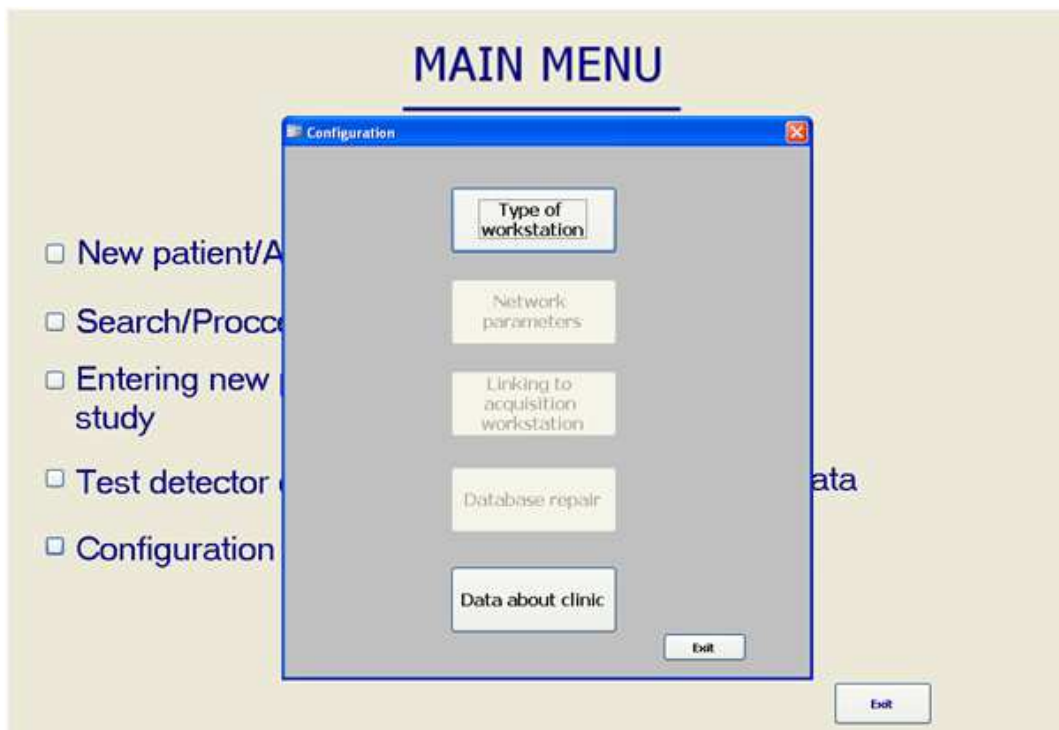 MAIN MENU
Configuration
Type of
workstation
Network
parameters
Linking to
acquisition
workstation
Database repair
Data about clinic
Exit
New patient/A
Search/Procce
Entering new
study
Test detector
ata
Configuration
Exit